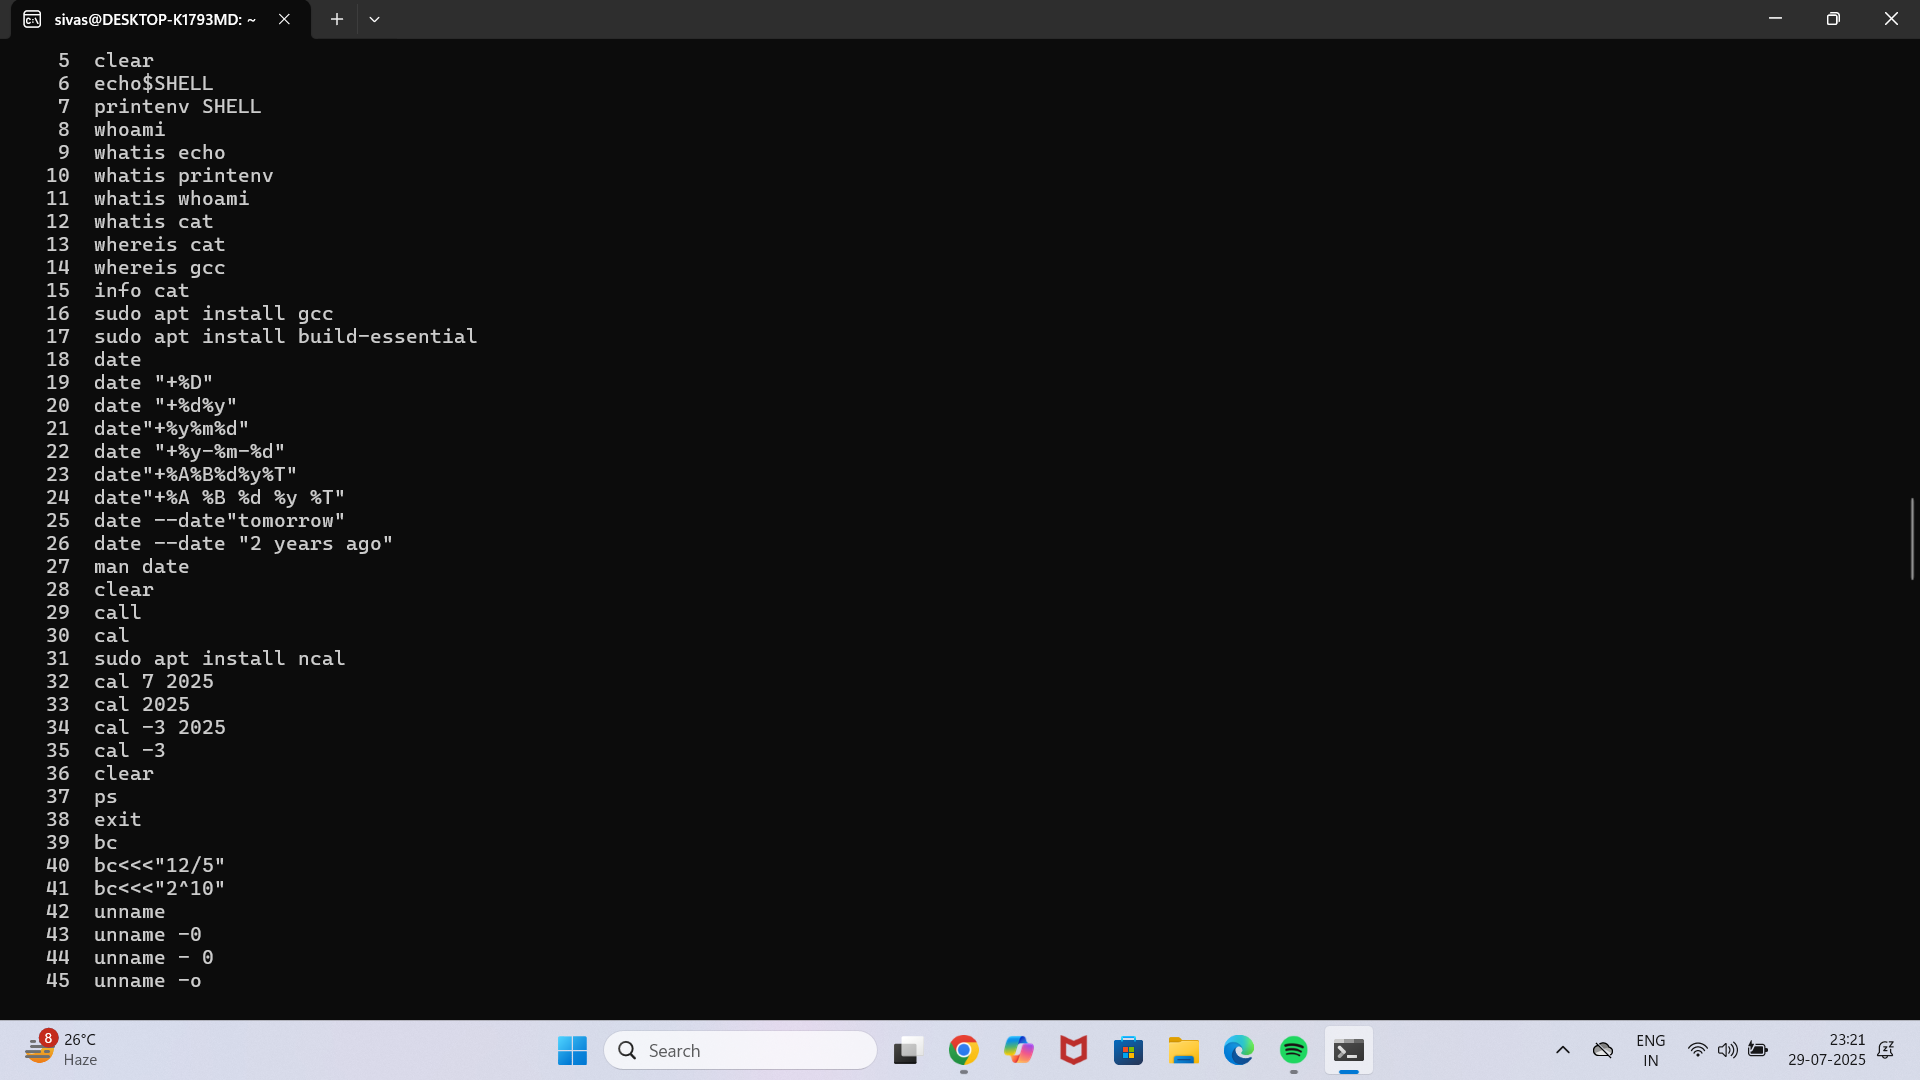 sivas@DESKTOP-K1793MD: ~
5 clear
6 echo$SHELL
7 printenv SHELL
8 whoami
9 whatis echo
10 whatis printenv
11 whatis whoami
12 whatis cat
13 whereis cat
14 whereis gcc
15 info cat
16 sudo apt install gcc
17 sudo apt install build-essential
18 date
19 date "+%D"
20 date "+%d%y"
21 date"+%y%m%d"
22 date "+%y-%m-%d"
23 date"+%A%B%d%y%T"
24 date"+%A %B %d %y %T"
25 date --date"tomorrow"
26 date --date "2 years ago"
27 man date
28 clear
29 call
30 cal
31 sudo apt install ncal
32 cal 7 2025
33 cal 2025
34 cal -3 2025
35 cal -3
36 clear
37 ps
38 exit
39 bc
40 bc<<<"12/5"
41 bc<<<"2^10"
42 unname
43 unname -0
44 unname - 0
45 unname -o
8
26°C
Haze
Search
ENG
IN
23:21
29-07-2025